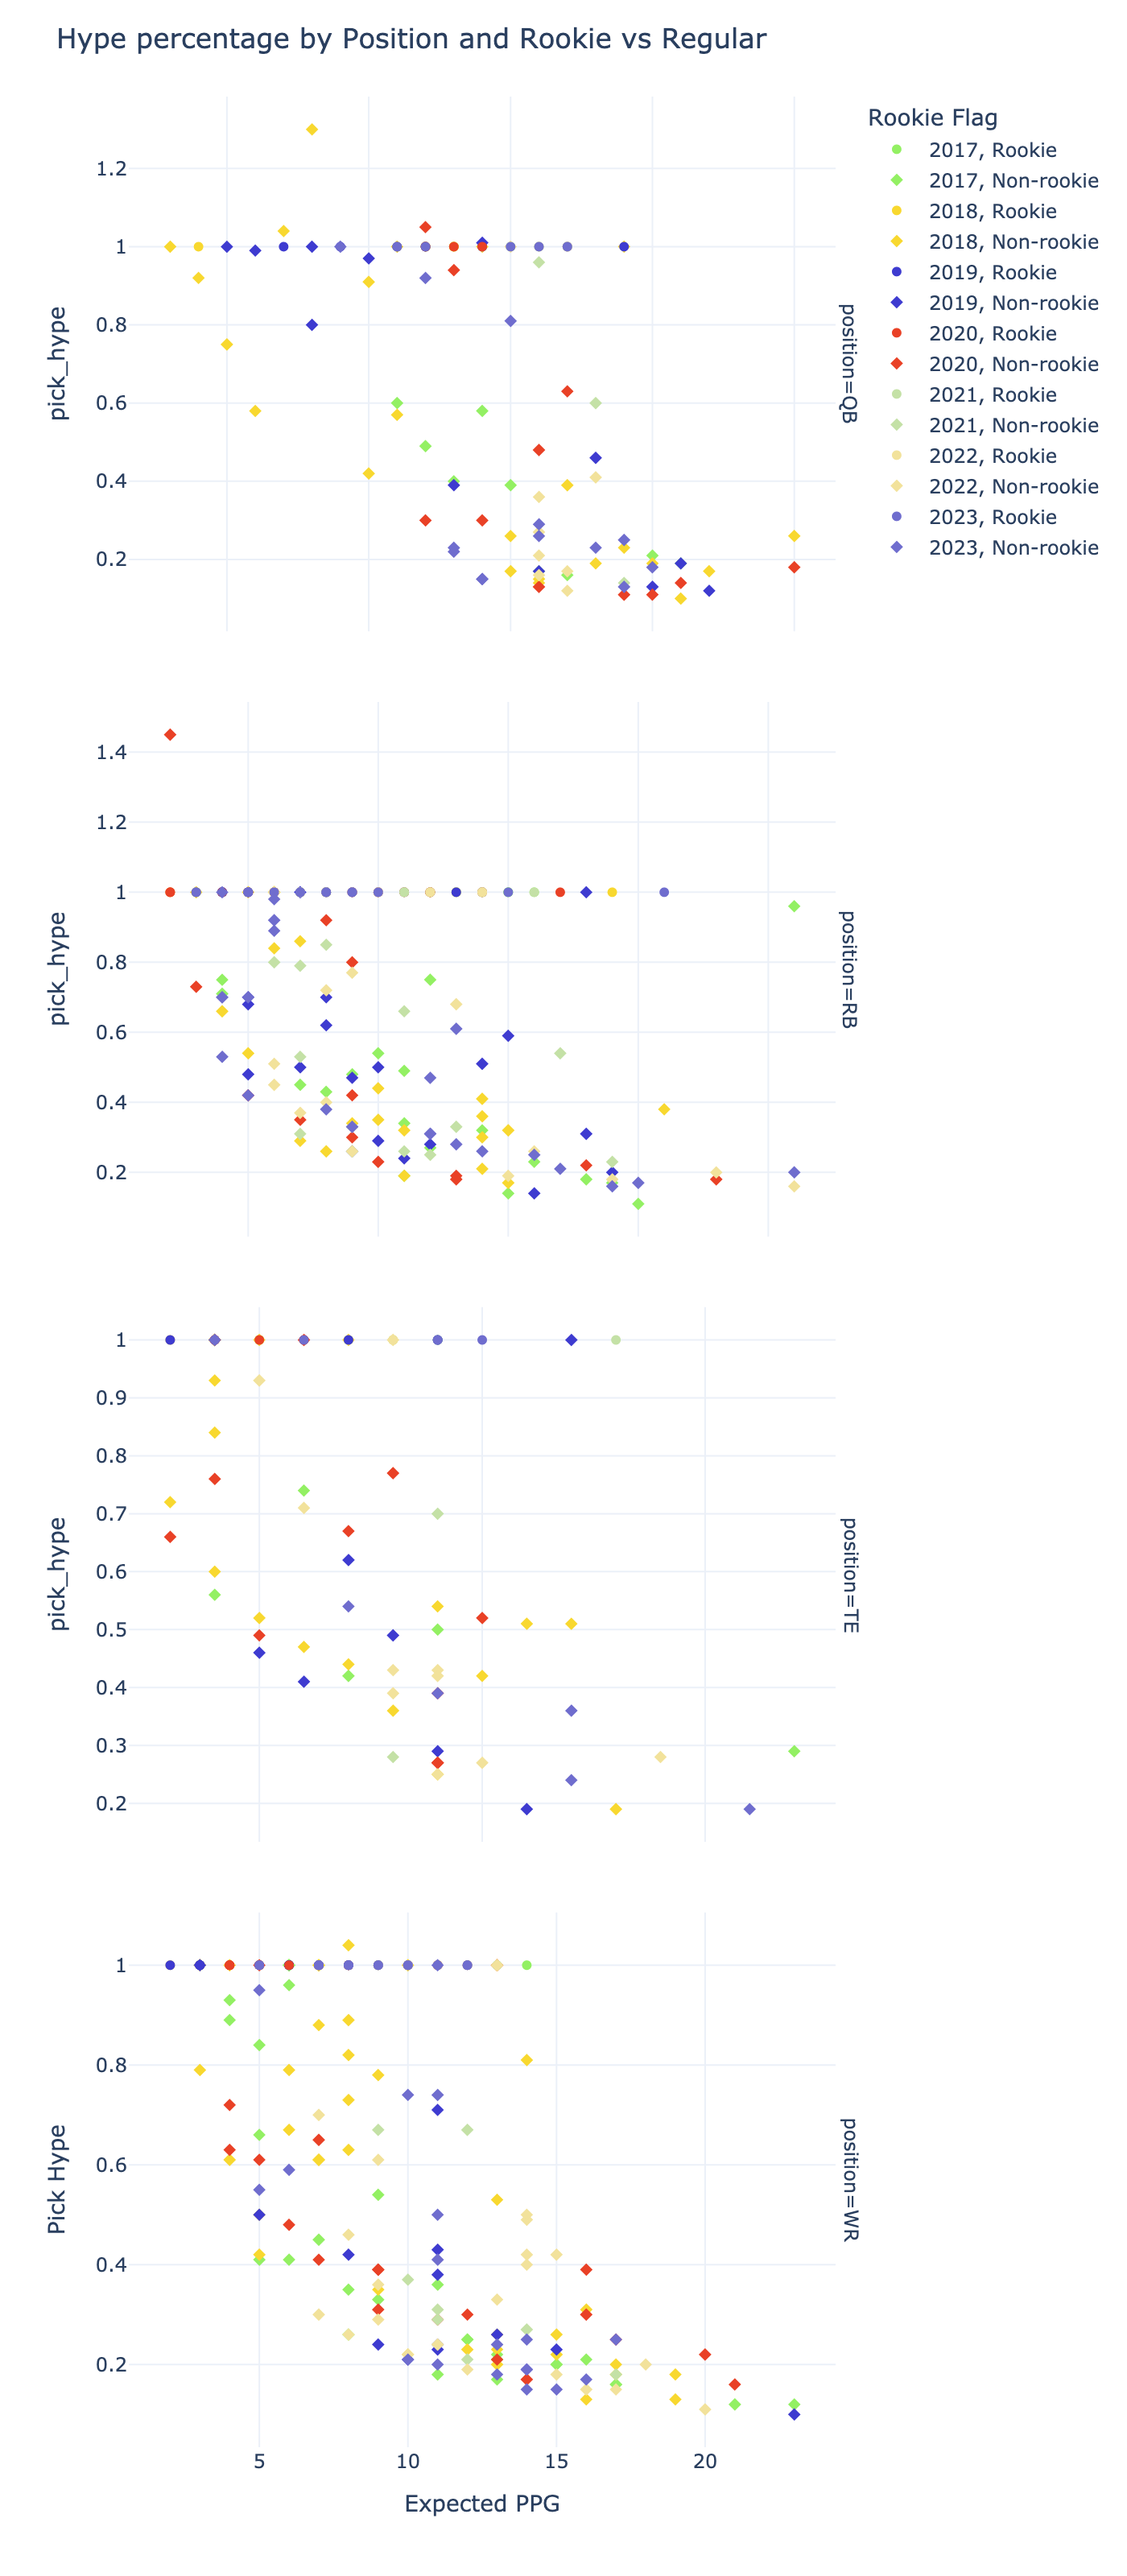 Hype percentage by Position and Rookie vs Regular
Rookie Flag
2017, Rookie
2017, Non-rookie
2018, Rookie
2018, Non-rookie
2019, Rookie
2019, Non-rookie
2020, Rookie
2020, Non-rookie
2021, Rookie
2021, Non-rookie
2022, Rookie
2022, Non-rookie
2023, Rookie
2023, Non-rookie
1.2
1
0.8
0.6
0.4
0.2
pick_hype
position=QB
1.4
1.2
1
0.8
0.6
0.4
0.2
pick_hype
position=RB
1
0.9
0.8
0.7
0.6
0.5
0.4
0.3
0.2
pick_hype
position=TE
1
0.8
0.6
0.4
0.2
Pick Hype
position=WR
5 10 15 20
Expected PPG